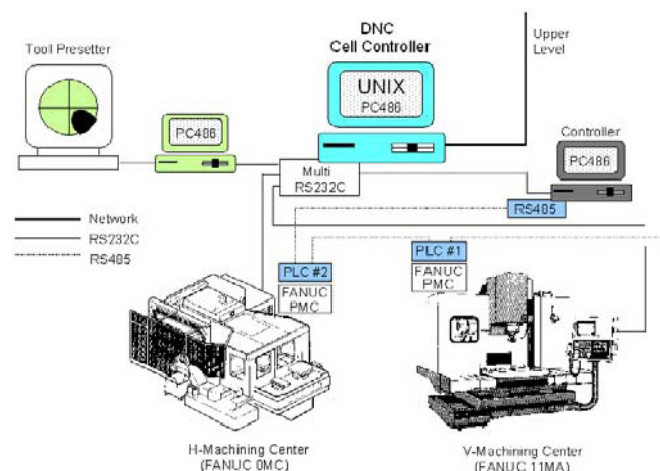 DNC
Cell Controller
Upper
Level
Tool Presetter
UNIX
PC486
PC486
Controller
PC486
Multi
RS232C
RS485
Network
RS232C
RS485
PLC #2
FANUC
PMC
PLC #1
FANUC
PMC
H-Machining Center
(FANUC 0MC)
V-Machining Center
(FANUC 11MA)